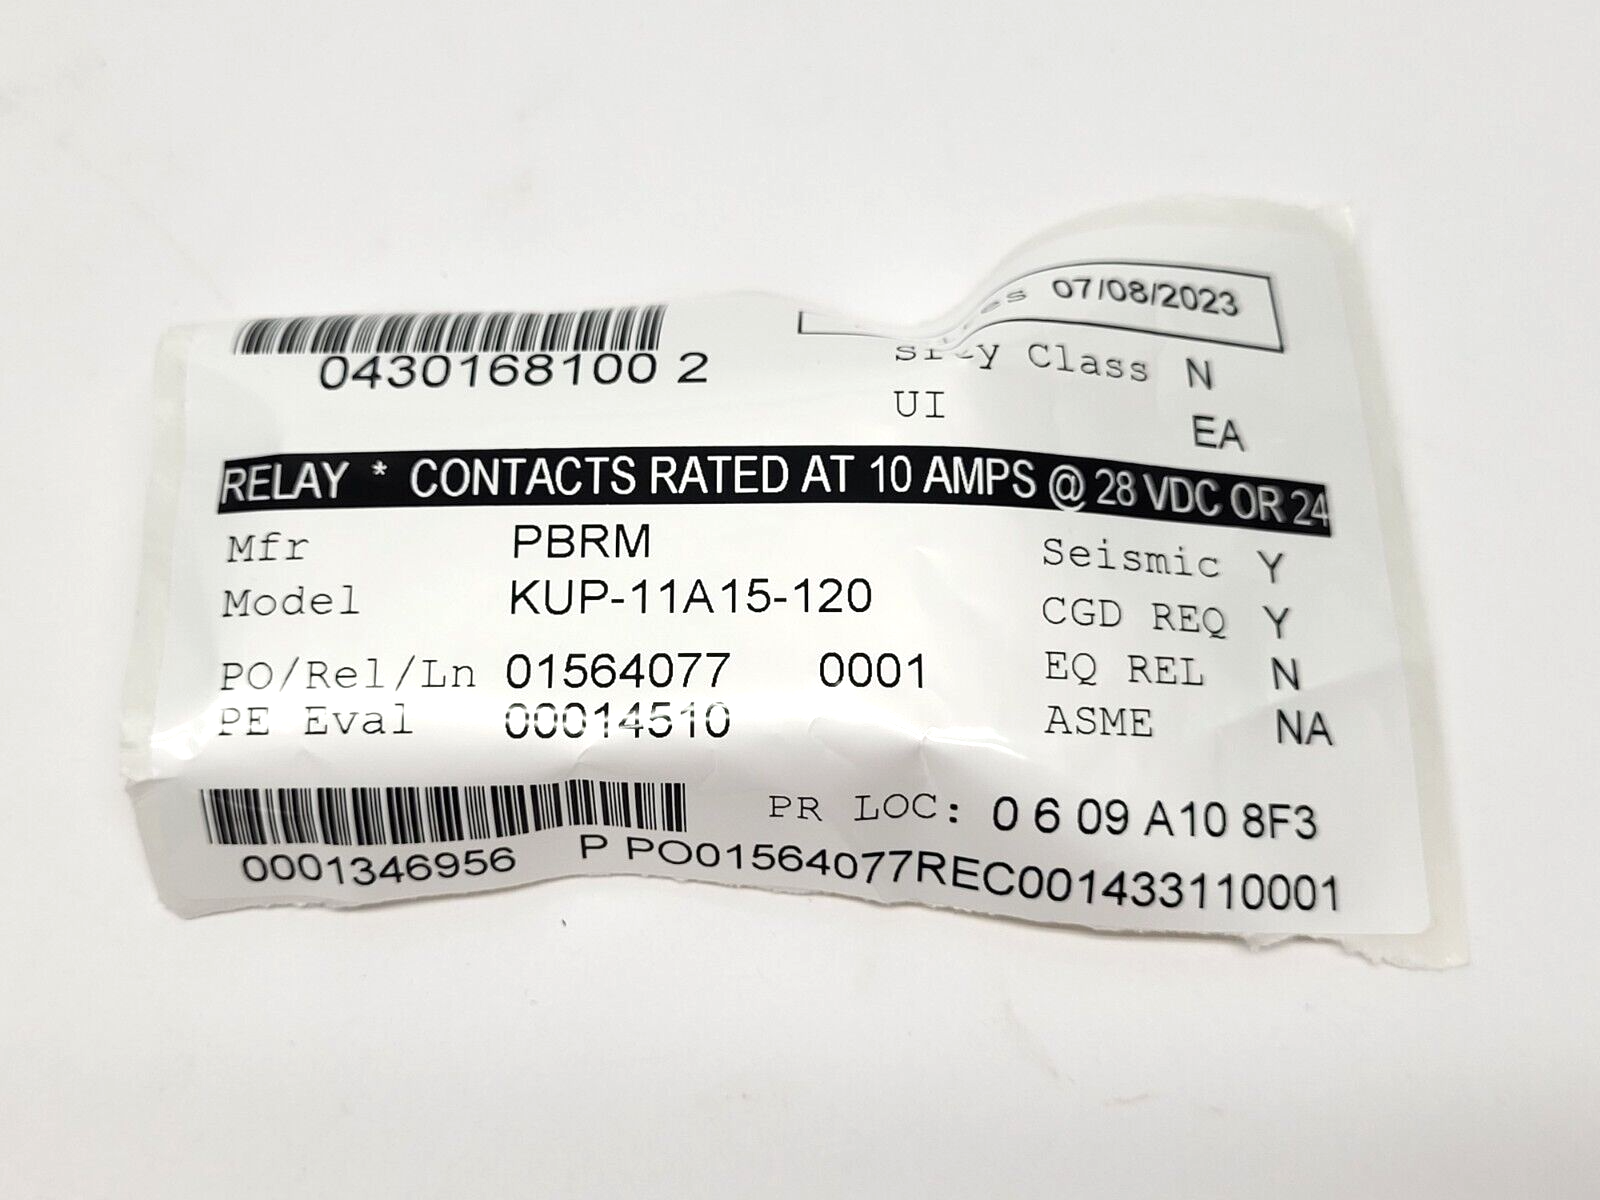 07/08/2023
0430168100 2
Class N
UI EA
RELAY * CONTACTS RATED AT 10 AMPS @ 28 VDC OR 24
Mfr PBRM
Seismic Y
Model KUP-11A15-120
CGD REQ Y
PO/Rel/Ln 01564077 0001
EQ REL N
PE Eval 00014510
ASME NA
PR LOC: 0 6 09 A10 8F3
0001346956 P PO01564077REC001433110001